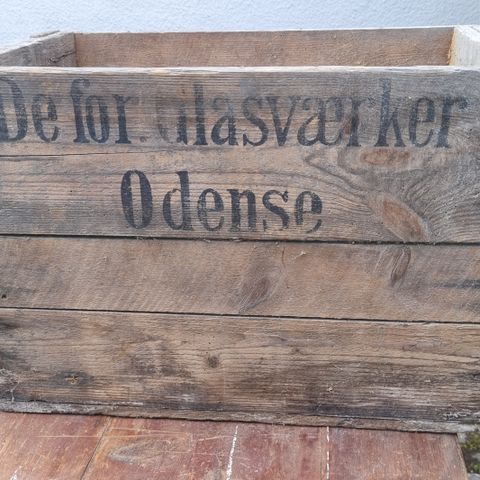 De for. Glasværker
Odense